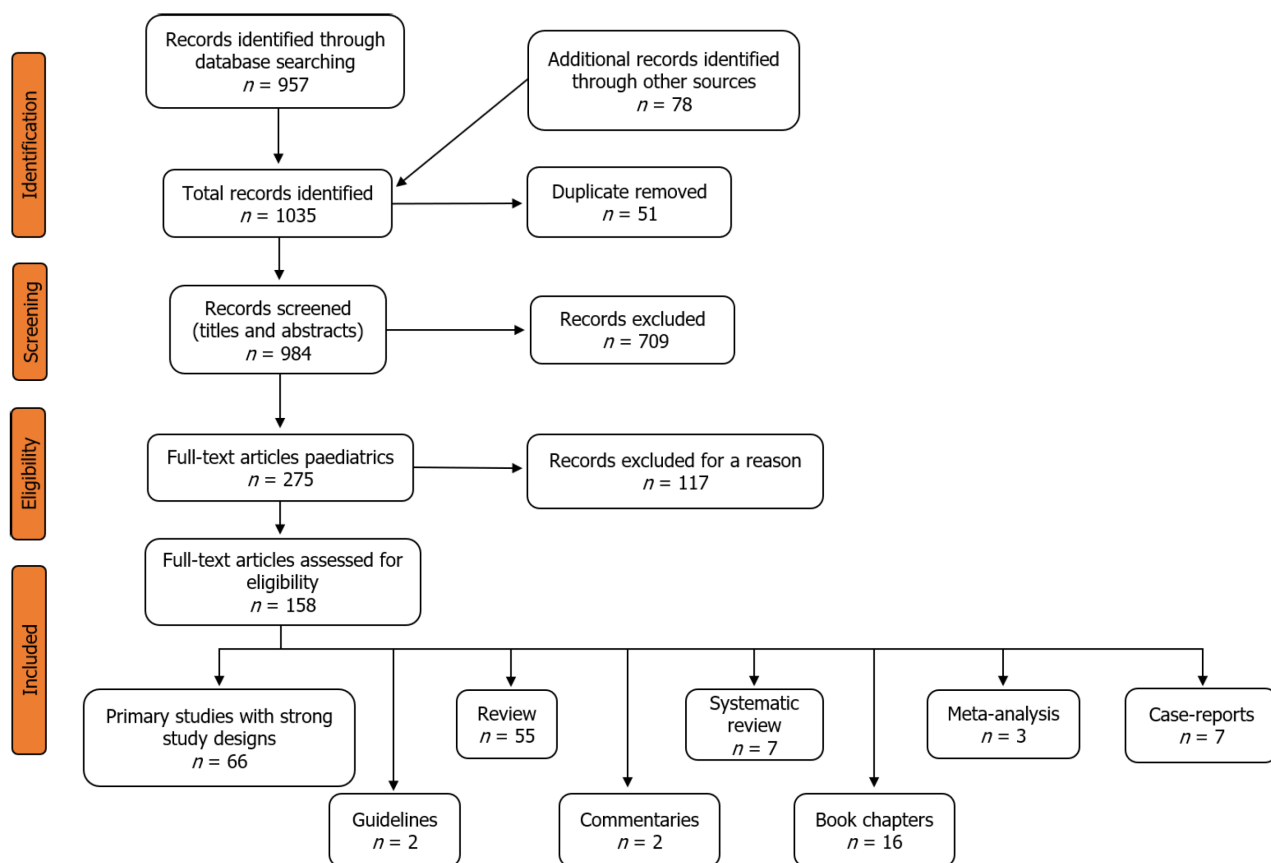 Identification
Records identified through
database searching
n = 957
Additional records identified
through other sources
n = 78
Total records identified
n = 1035
Duplicate removed
n = 51
Screening
Records screened
(titles and abstracts)
n = 984
Records excluded
n = 709
Eligibility
Full-text articles paediatrics
n = 275
Records excluded for a reason
n = 117
Full-text articles assessed for
eligibility
n = 158
Included
Primary studies with strong
study designs
n = 66
Review
n = 55
Systematic
review
n = 7
Meta-analysis
n = 3
Case-reports
n = 7
Guidelines
n = 2
Commentaries
n = 2
Book chapters
n = 16